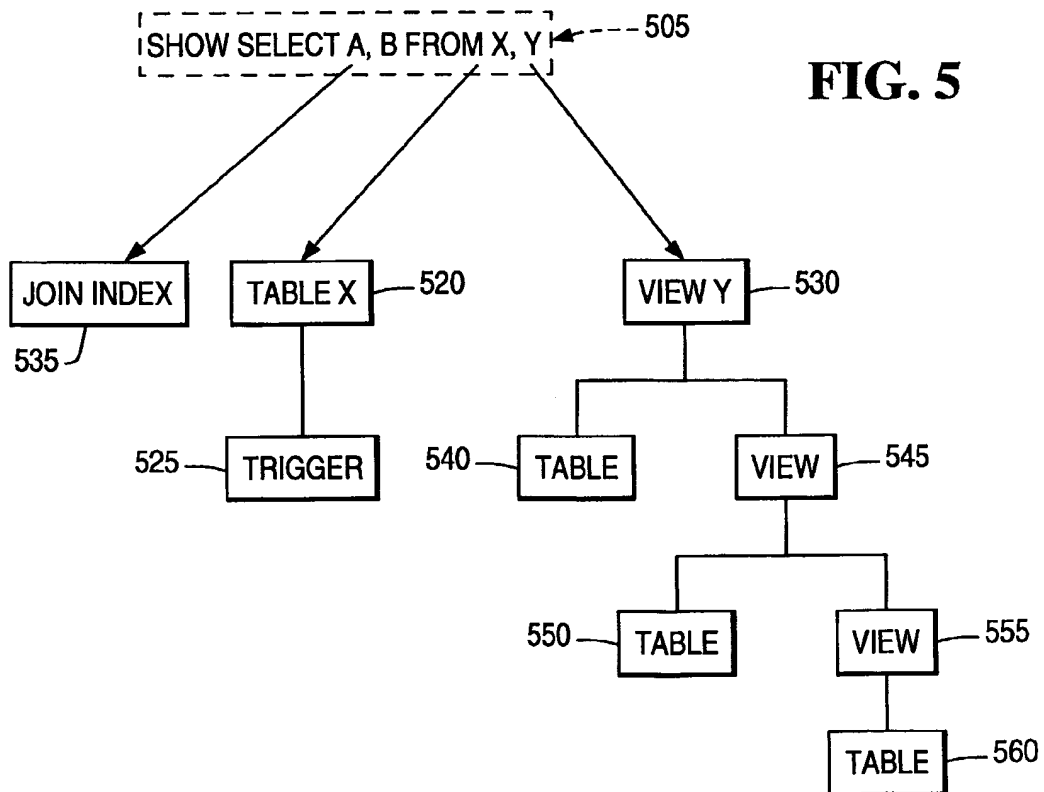 SHOW SELECT A, B FROM X, Y
505
FIG. 5
JOIN INDEX
TABLE X
520
VIEW Y
530
535
525
TRIGGER
540
TABLE
VIEW
545
550
TABLE
VIEW
555
TABLE
560